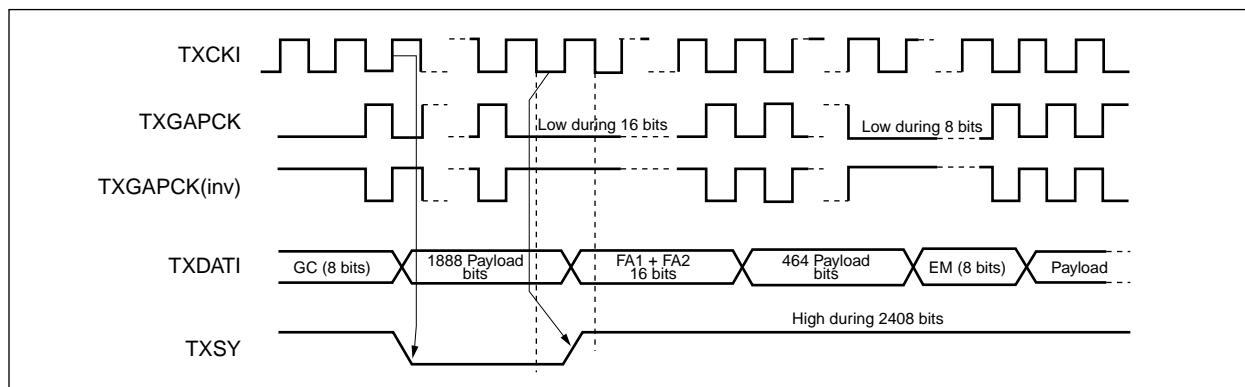 TXCKI
TXGAPCK
Low during 16 bits
Low during 8 bits
TXGAPCK(inv)
TXDATI
GC (8 bits)
1888 Payload
bits
FA1 + FA2
16 bits
464 Payload
bits
EM (8 bits)
Payload
TXSY
High during 2408 bits